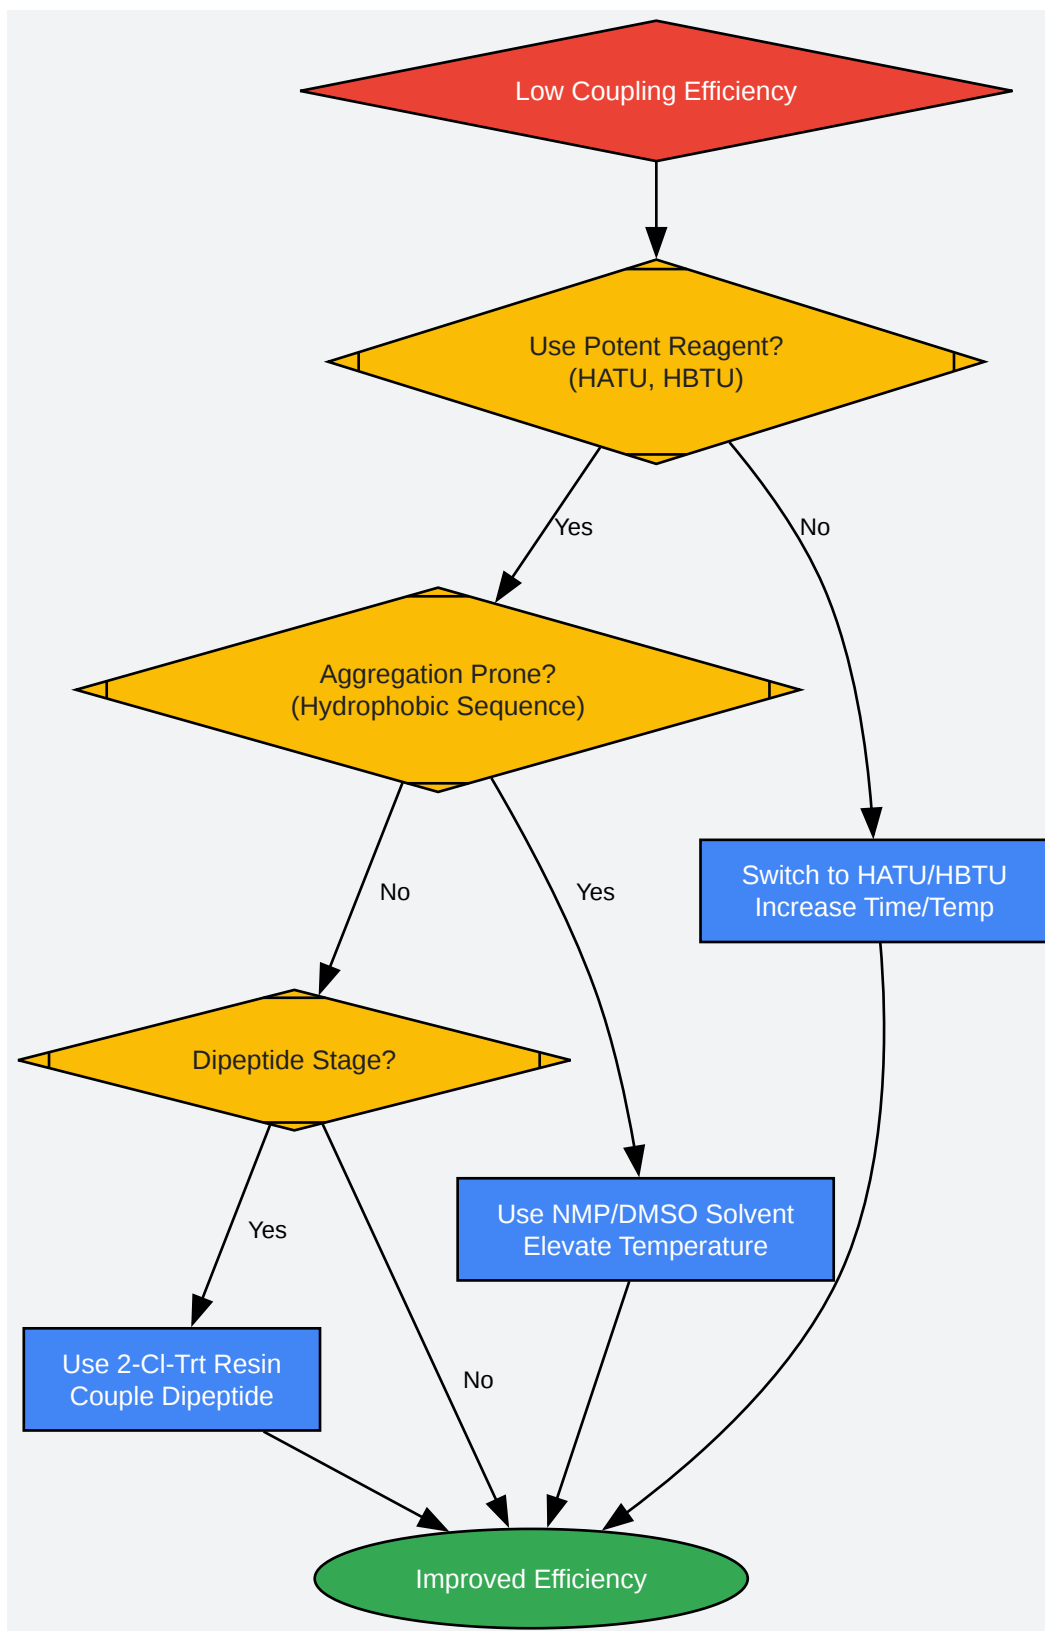 Low Coupling Efficiency
Use Potent Reagent?
(HATU, HBTU)
Yes
No
Aggregation Prone?
(Hydrophobic Sequence)
Switch to HATU/HBTU
Increase Time/Temp
No
Yes
Dipeptide Stage?
Use NMP/DMSO Solvent
Elevate Temperature
Yes
Use 2-Cl-Trt Resin
Couple Dipeptide
No
Improved Efficiency